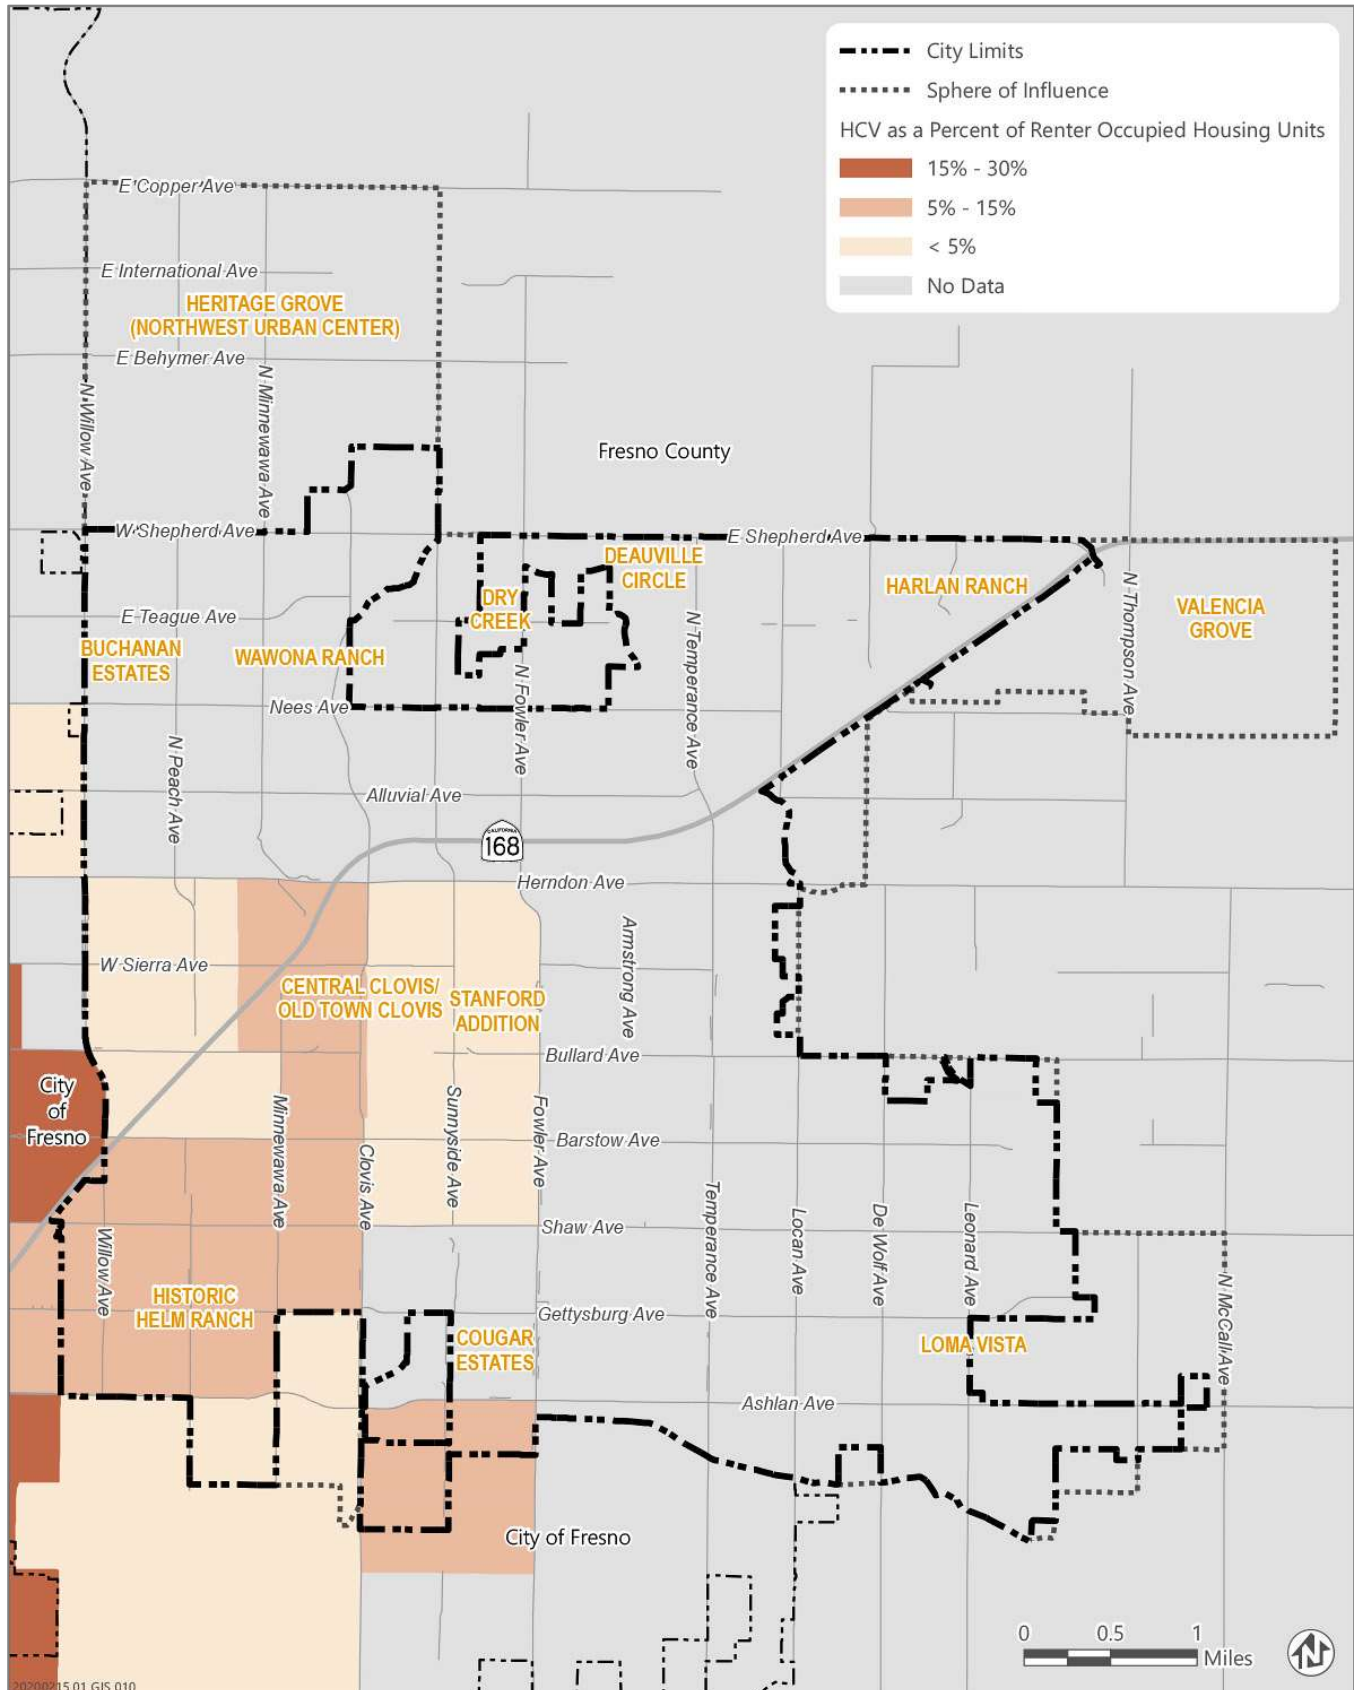 City Limits
Sphere of Influence
HCV as a Percent of Renter Occupied Housing Units
15% - 30%
5% - 15%
< 5%
No Data
E Copper Ave
E International Ave
HERITAGE GROVE
(NORTHWEST URBAN CENTER)
E Behymer Ave
N Willow Ave
N Minnewawa Ave
Fresno County
W Shepherd Ave
E Shepherd Ave
DEAUVILLE
CIRCLE
HARLAN RANCH
DRY
CREEK
VALENCIA
GROVE
E Teague Ave
N Temperance Ave
N Thompson Ave
BUCHANAN
ESTATES
WAWONA RANCH
Nees Ave
N Fowler Ave
N Peach Ave
Alluvial Ave
CALIFORNIA
168
Herndon Ave
Armstrong Ave
W Sierra Ave
CENTRAL CLOVIS/
OLD TOWN CLOVIS
STANFORD
ADDITION
Bullard Ave
City
of
Fresno
Minnewawa Ave
Clovis Ave
Sunnyside Ave
Fowler Ave
Barstow Ave
Temperance Ave
Locan Ave
De Wolf Ave
Leonard Ave
Shaw Ave
Willow Ave
N McCall Ave
HISTORIC
HELM RANCH
Gettysburg Ave
COUGAR
ESTATES
LOMA VISTA
Ashlan Ave
City of Fresno
0 0.5 1
Miles
N
20200215.01 GIS 010